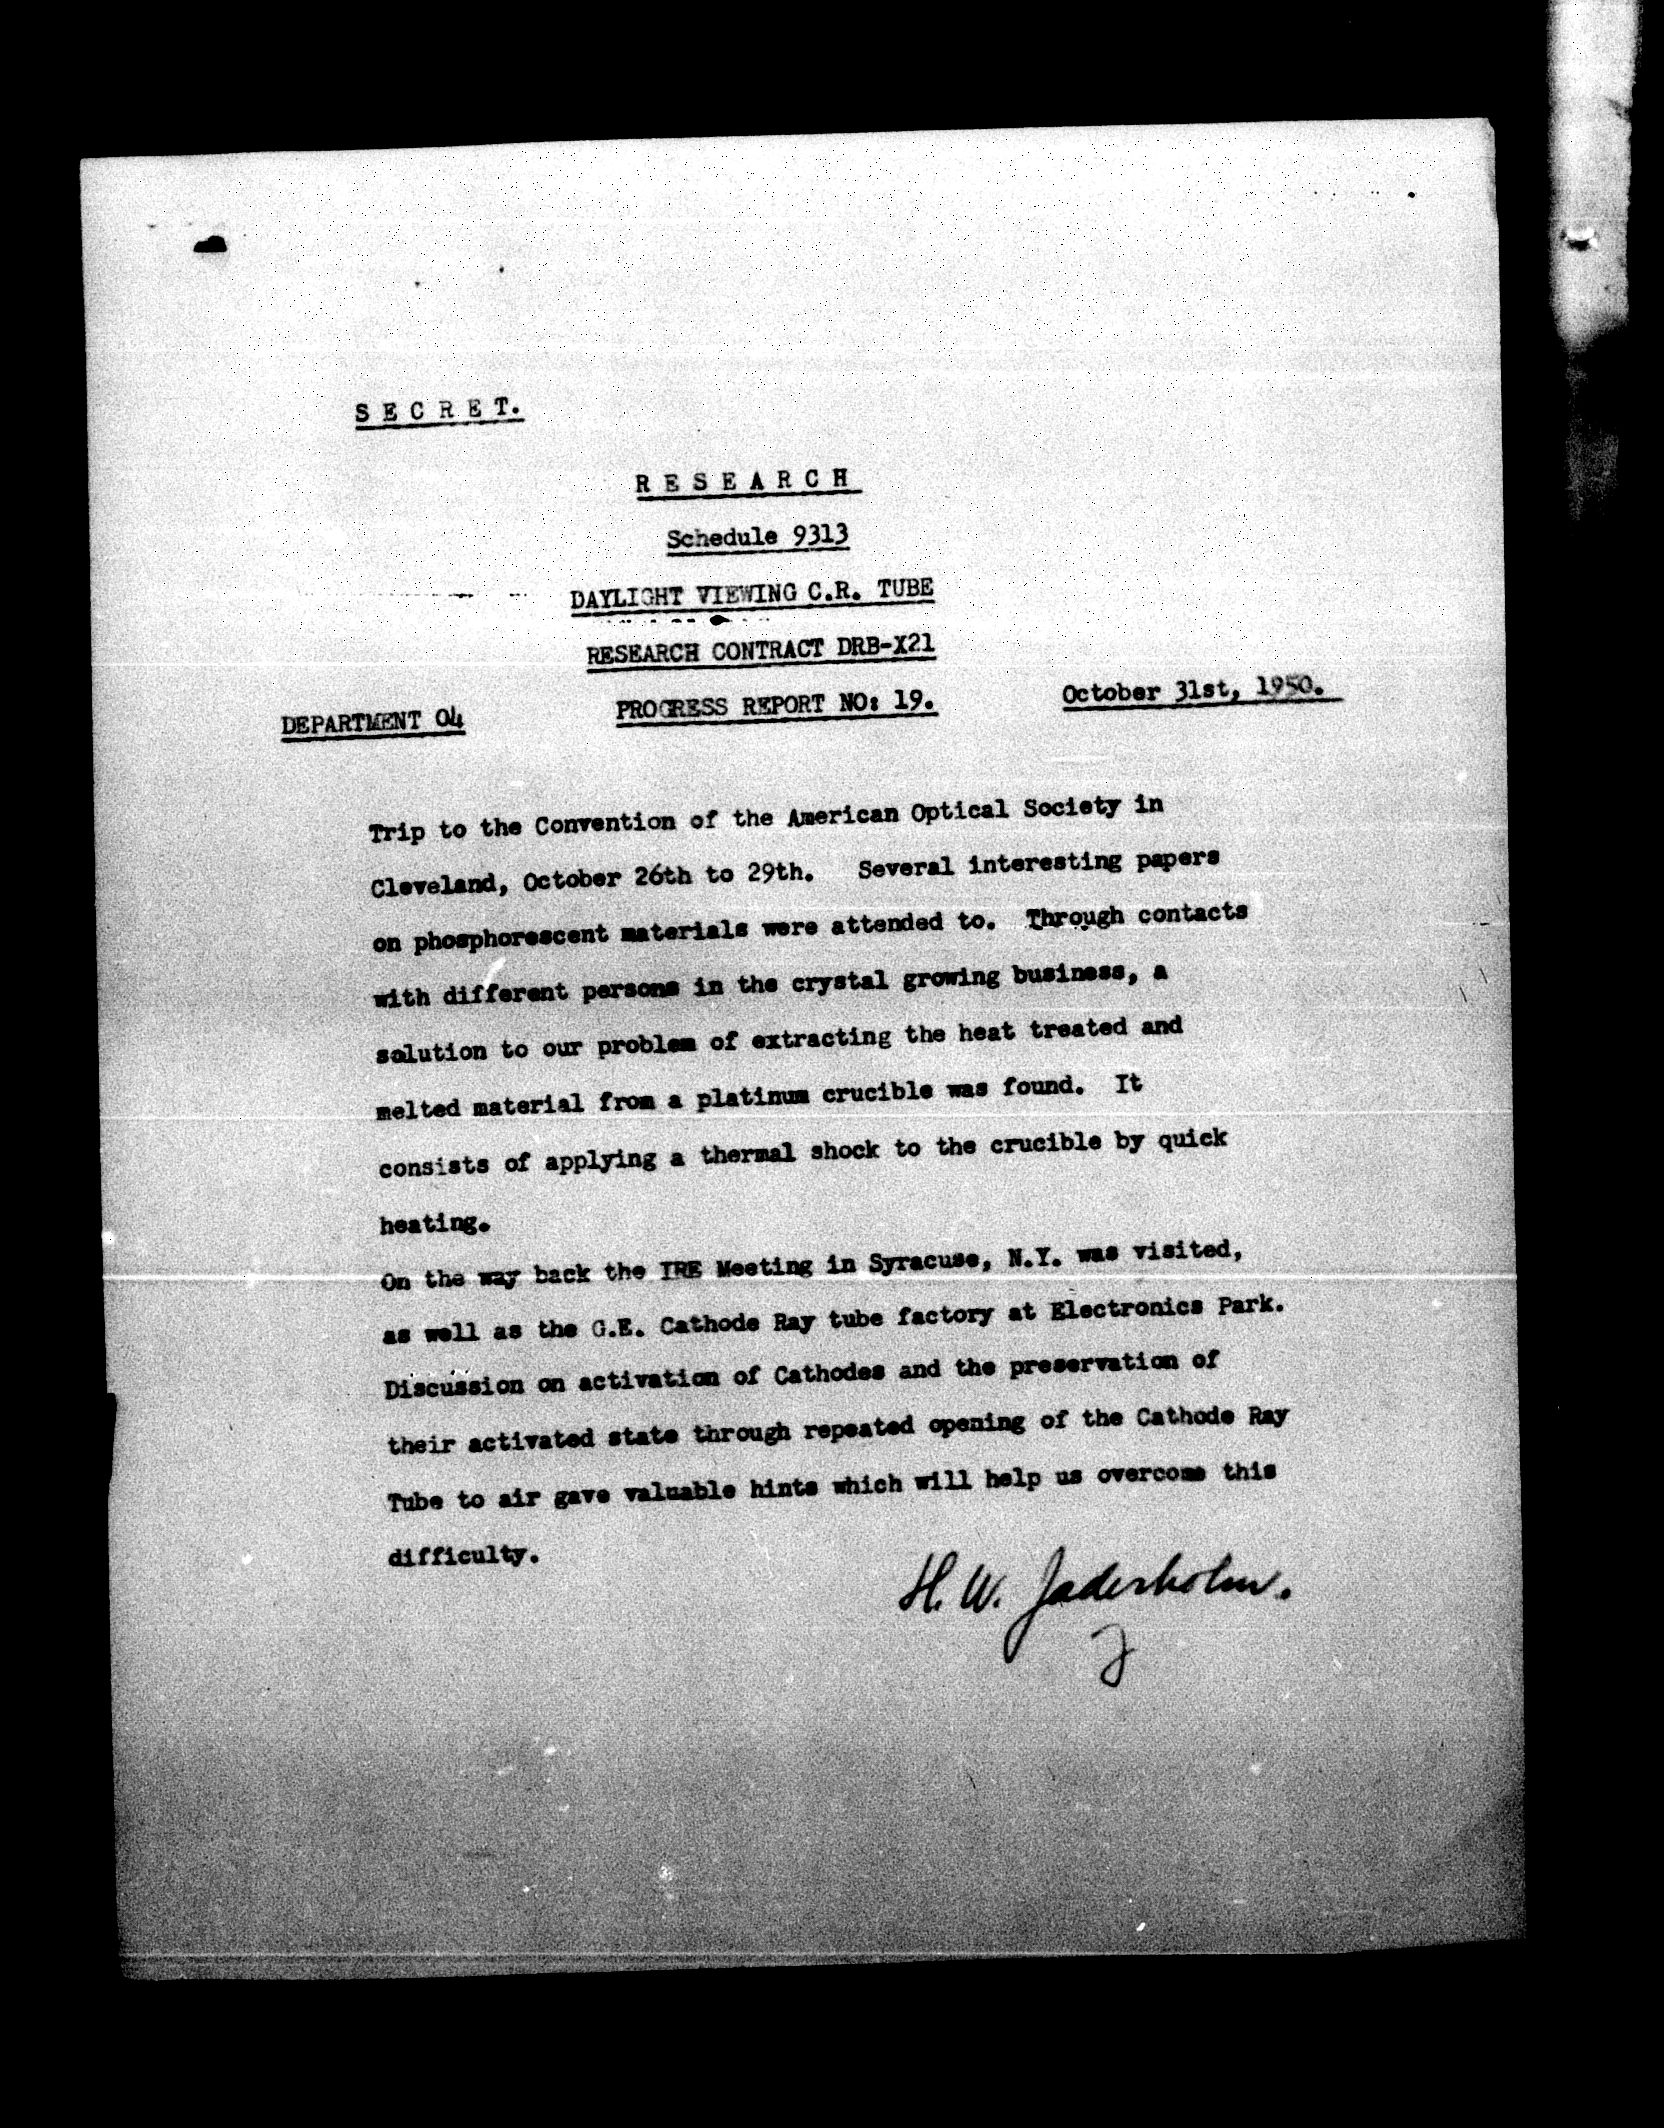 S E C R E T.
R E S E A R C H
Schedule 9313
DAYLIGHT VIEWING C.R. TUBE
RESEARCH CONTRACT DRB-X21
DEPARTMENT 04 PROGRESS REPORT NO: 19. October 31st, 1950.
Trip to the Convention of the American Optical Society in
Cleveland, October 26th to 29th. Several interesting papers
on phosphorescent materials were attended to. Through contacts
with different persons in the crystal growing business, a
solution to our problem of extracting the heat treated and
melted material from a platinum crucible was found. It
consists of applying a thermal shock to the crucible by quick
heating.
On the way back the IRE Meeting in Syracuse, N.Y. was visited,
as well as the G.E. Cathode Ray tube factory at Electronics Park.
Discussion on activation of Cathodes and the preservation of
their activated state through repeated opening of the Cathode Ray
Tube to air gave valuable hints which will help us overcome this
difficulty.
H. W. Jaderholm.